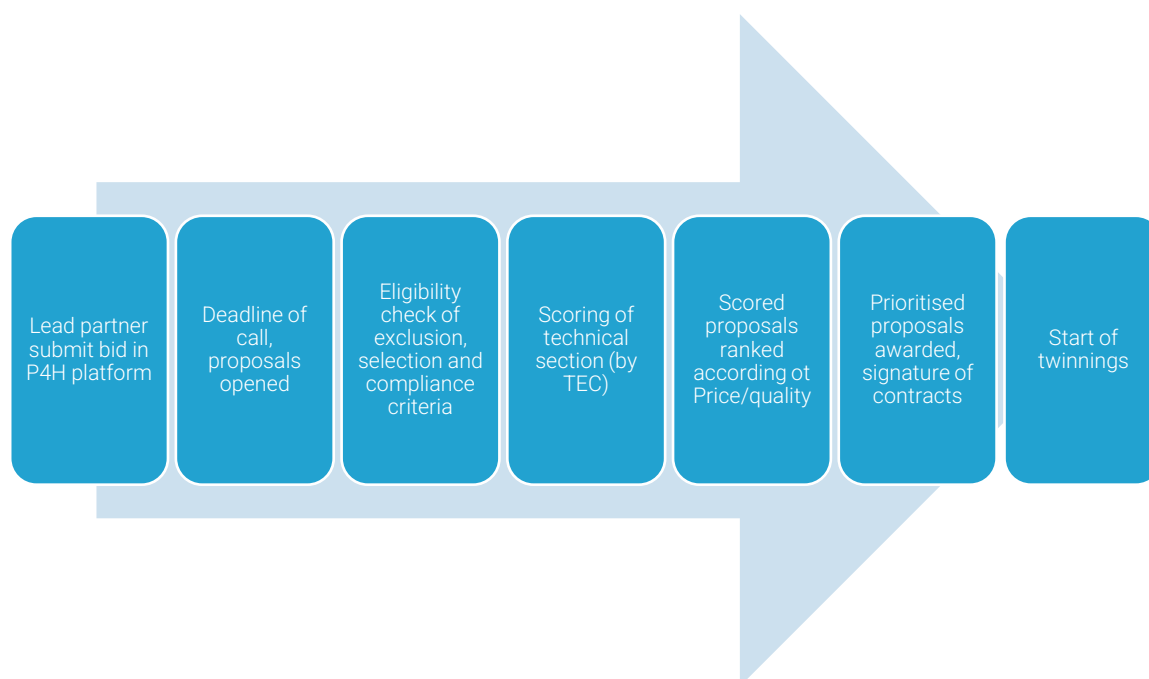 Lead partner
submit bid in
P4H platform
Deadline of
call,
proposals
opened
Eligibility
check of
exclusion,
selection and
compliance
criteria
Scoring of
technical
section (by
TEC)
Scored
proposals
ranked
according ot
Price/quality
Prioritised
proposals
awarded,
signature of
contracts
Start of
twinnings